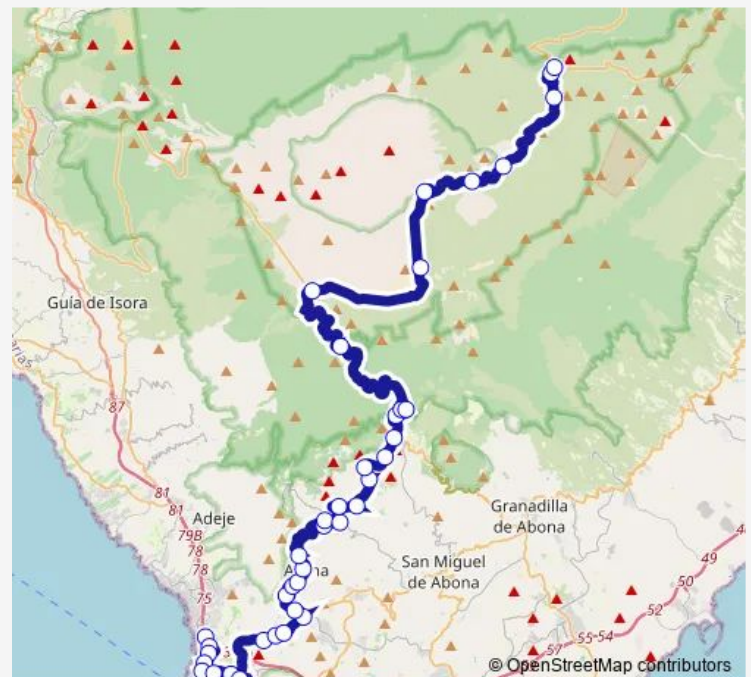 Guía de Isora
87
81
81
79B
78
78
75
Adeje
Granadilla
de Abona
San Miguel
de Abona
49
50
52
55-54
57
© OpenStreetMap contributors